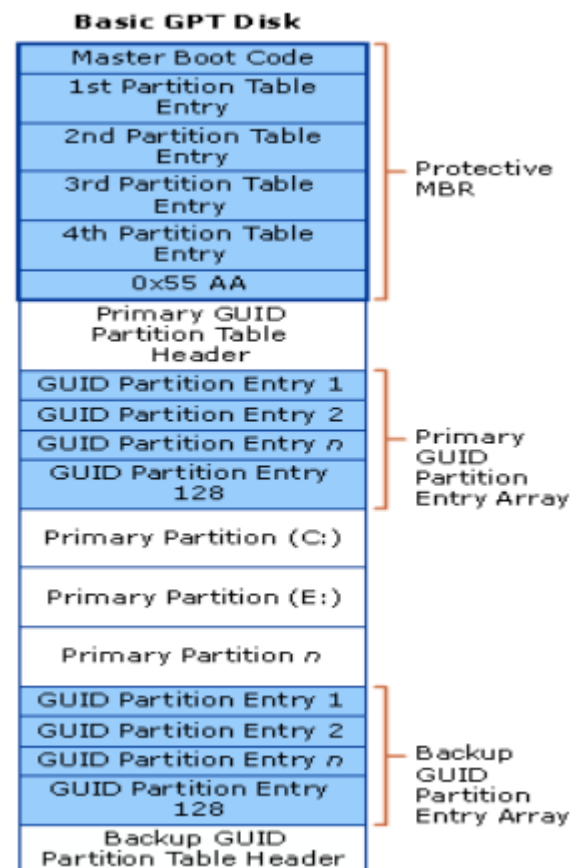 Basic GPT Disk
Master Boot Code
1st Partition Table
Entry
2nd Partition Table
Entry
3rd Partition Table
Entry
4th Partition Table
Entry
0x55 AA
Protective
MBR
Primary GUID
Partition Table
Header
GUID Partition Entry 1
GUID Partition Entry 2
GUID Partition Entry n
GUID Partition Entry
128
Primary
GUID
Partition
Entry Array
Primary Partition (C:)
Primary Partition (E:)
Primary Partition n
GUID Partition Entry 1
GUID Partition Entry 2
GUID Partition Entry n
GUID Partition Entry
128
Backup
GUID
Partition
Entry Array
Backup GUID
Partition Table Header